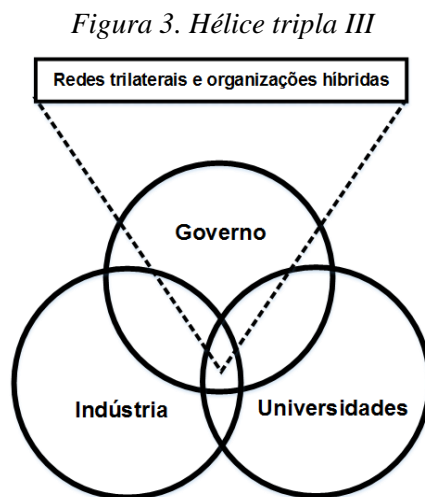 Figura 3. Hélice tripla III
Redes trilaterais e organizações híbridas
Governo
Indústria
Universidades